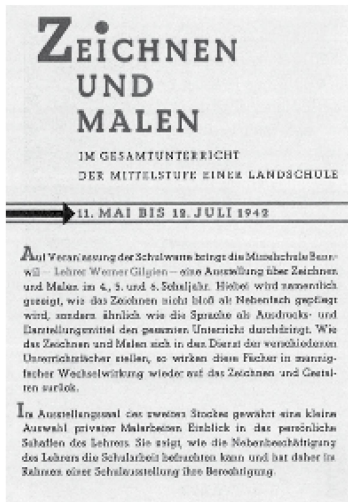 ZEICHNEN
UND
MALEN
IM GESAMTUNTERRICHT
DER MITTELSTUFE EINER LANDSCHULE
11. MAI BIS 12. JULI 1942
Auf Veranlassung der Schulwarte bringt die Mittelschule Bann-
wil – Lehrer Werner Gilgien – eine Ausstellung über Zeichnen
und Malen im 4., 5. und 6. Schuljahr. Hiebei wird namentlich
gezeigt, wie das Zeichnen nicht bloß als Nebenfach gepflegt
wird, sondern ähnlich wie die Sprache als Ausdrucks- und
Darstellungsmittel den gesamten Unterricht durchdringt. Wie
das Zeichnen und Malen sich in den Dienst der verschiedenen
Unterrichtsfächer stellen, so wirken diese Fächer in mannig-
facher Wechselwirkung wieder auf das Zeichnen und Gestal-
ten zurück.
Im Ausstellungssaal des zweiten Stockes gewährt eine kleine
Auswahl privater Malarbeiten Einblick in das persönliche
Schaffen des Lehrers. Sie zeigt, wie die Nebenbeschäftigung
des Lehrers die Schularbeit befruchten kann und hat daher im
Rahmen einer Schulausstellung ihre Berechtigung.